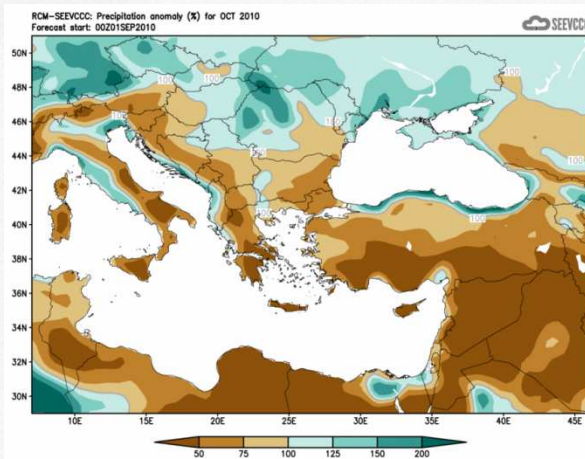 RCM-SEEVCCC: Precipitation anomaly (%) for OCT 2010
Forecast start: 00Z01SEP2010
SEEVCCC
51N
50N
48N
46N
44N
42N
40N
38N
36N
34N
32N
30N
100
100
100
100
100
100
10E
15E
20E
25E
30E
35E
40E
45E
50
75
100
125
150
200